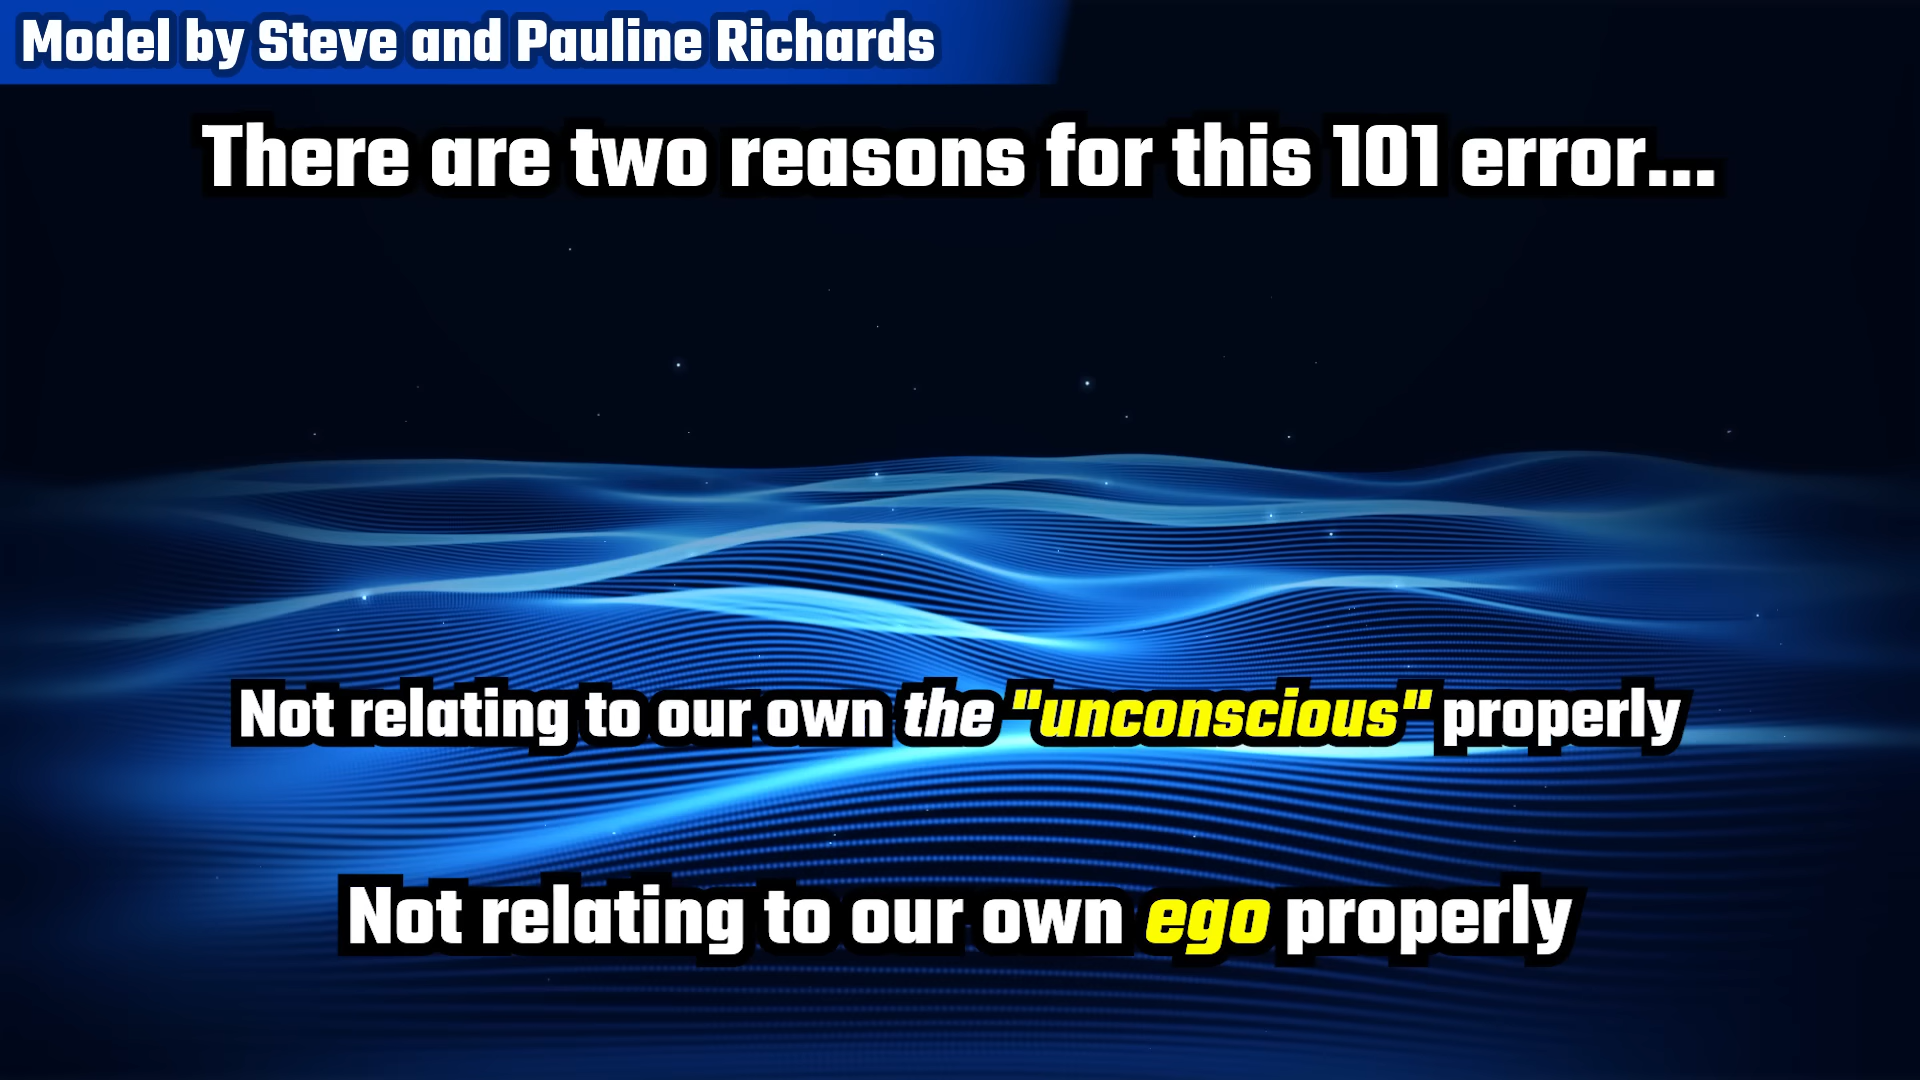 Model by Steve and Pauline Richards
There are two reasons for this 101 error...
Not relating to our own the "unconscious" properly
Not relating to our own ego properly